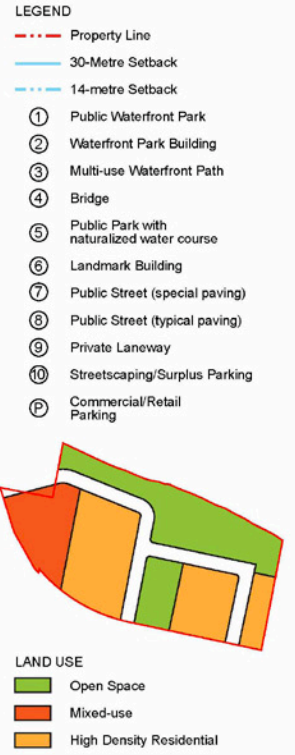 LEGEND
Property Line
30-Metre Setback
14-metre Setback
1 Public Waterfront Park
2 Waterfront Park Building
3 Multi-use Waterfront Path
4 Bridge
5 Public Park with
naturalized water course
6 Landmark Building
7 Public Street (special paving)
8 Public Street (typical paving)
9 Private Laneway
10 Streetscaping/Surplus Parking
P Commercial/Retail
Parking
LAND USE
Open Space
Mixed-use
High Density Residential